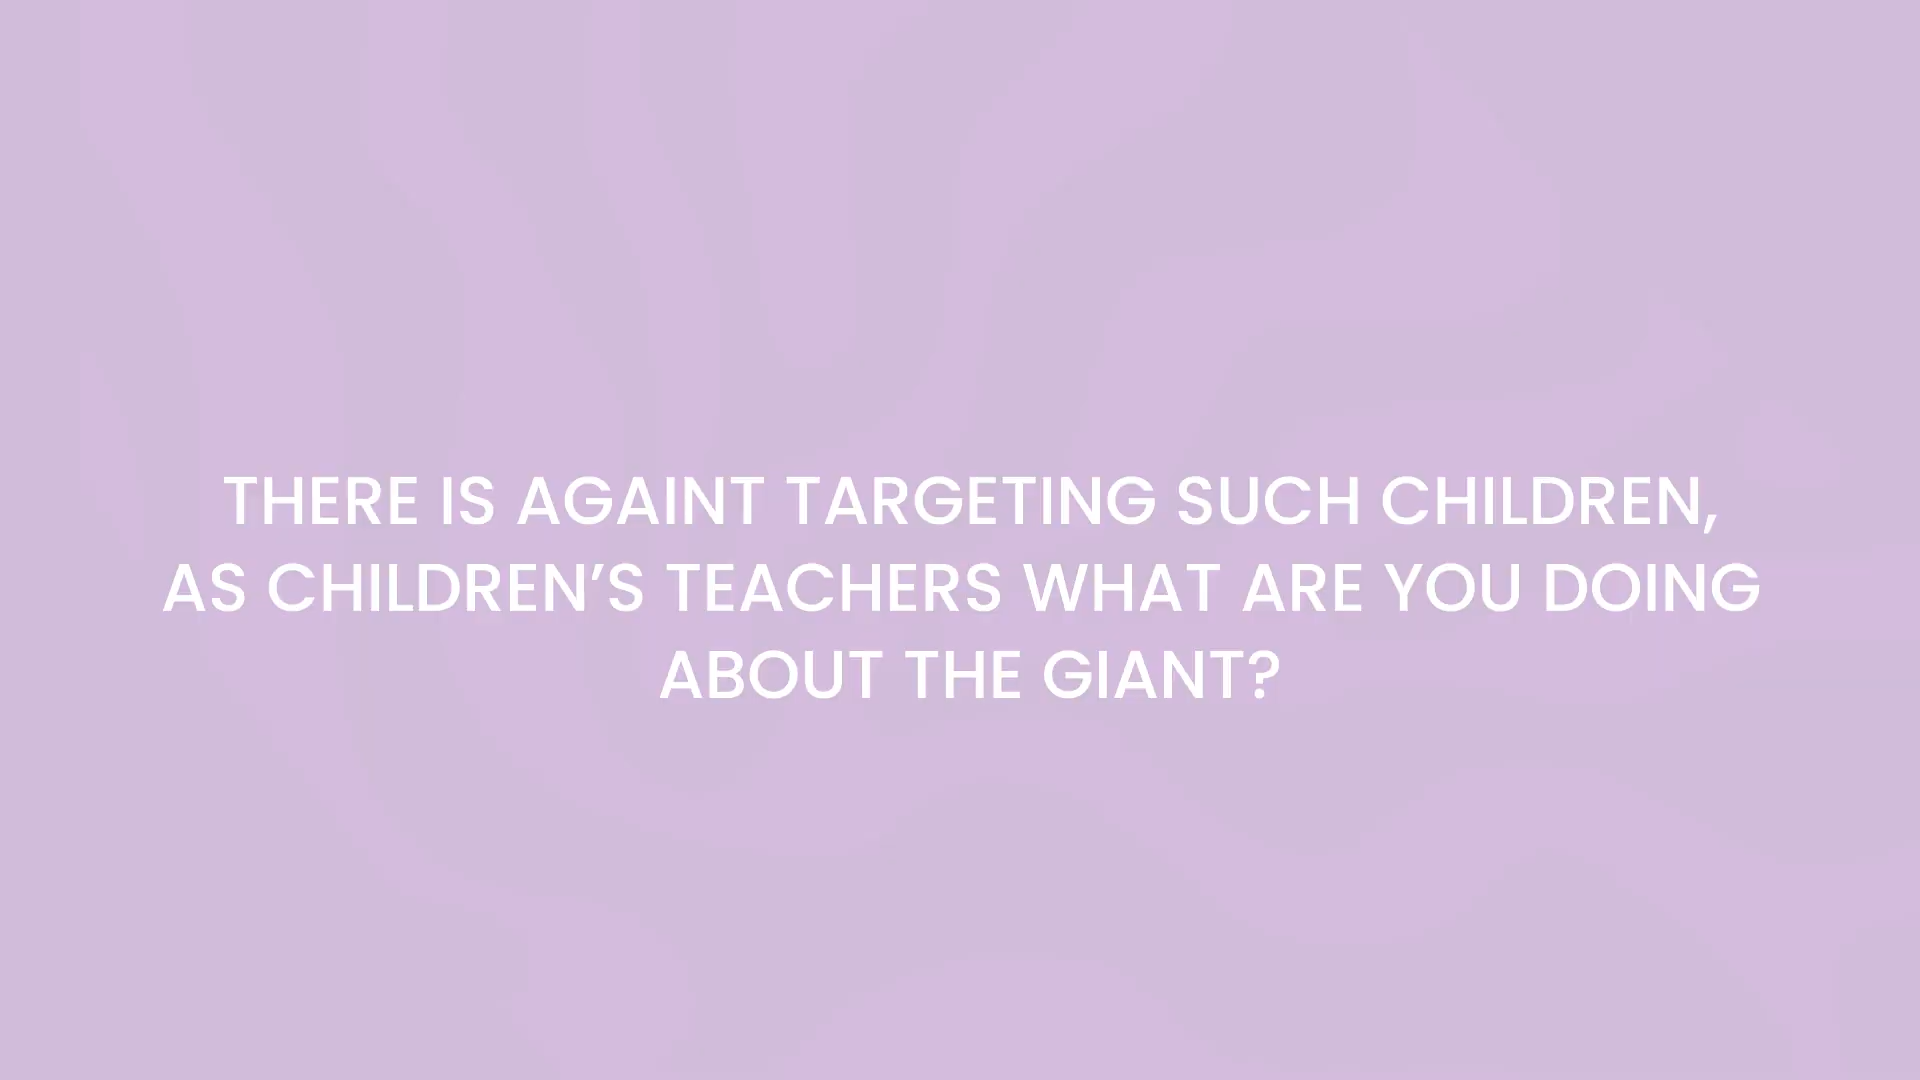 THERE IS AGAINT TARGETING SUCH CHILDREN,
AS CHILDREN’S TEACHERS WHAT ARE YOU DOING
ABOUT THE GIANT?